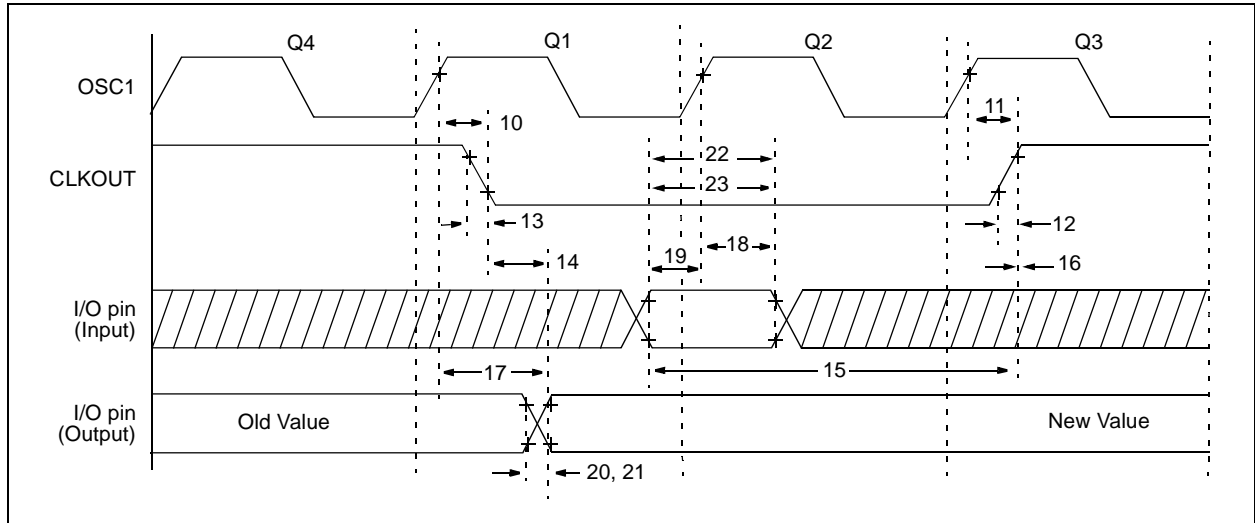 Q4
Q1
Q2
Q3
OSC1
10
11
22
CLKOUT
23
13
12
18
19
14
16
I/O pin
(Input)
17
15
I/O pin
(Output)
Old Value
New Value
20, 21